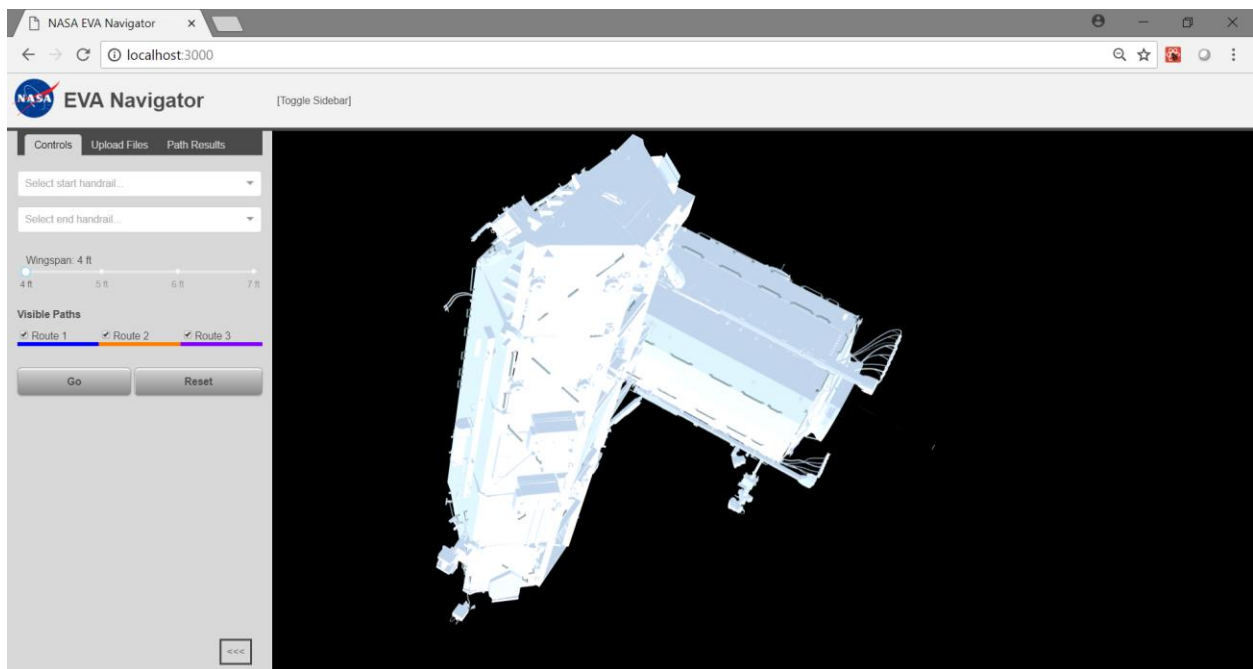 NASA EVA Navigator
localhost:3000
NASA
EVA Navigator
[Toggle Sidebar]
Controls Upload Files Path Results
Select start handrail...
Select end handrail...
Wingspan: 4 ft
4 ft 5 ft 6 ft 7 ft
Visible Paths
Route 1 Route 2 Route 3
Go Reset
<<<